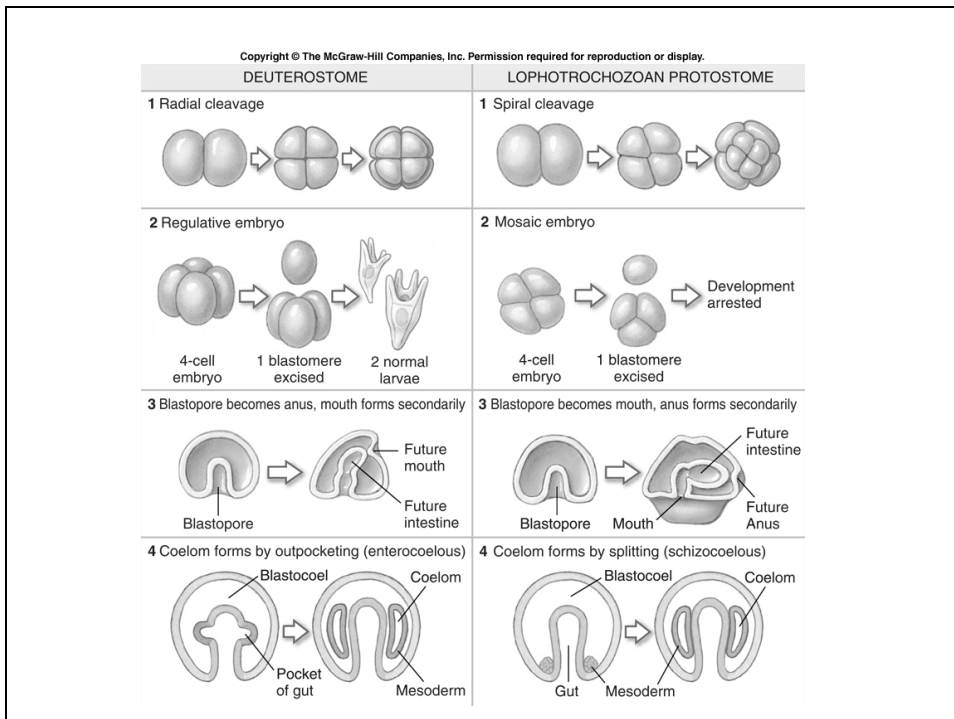 Copyright © The McGraw-Hill Companies, Inc. Permission required for reproduction or display.
DEUTEROSTOME
LOPHOTROCHOZOAN PROTOSTOME
1 Radial cleavage
1 Spiral cleavage
2 Regulative embryo
2 Mosaic embryo
4-cell
embryo
1 blastomere
excised
2 normal
larvae
4-cell
embryo
1 blastomere
excised
Development
arrested
3 Blastopore becomes anus, mouth forms secondarily
3 Blastopore becomes mouth, anus forms secondarily
Future
mouth
Future
intestine
Blastopore
Future
intestine
Future
Anus
Blastopore
Mouth
4 Coelom forms by outpocketing (enterocoelous)
4 Coelom forms by splitting (schizocoelous)
Blastocoel
Coelom
Pocket
of gut
Mesoderm
Blastocoel
Coelom
Gut
Mesoderm